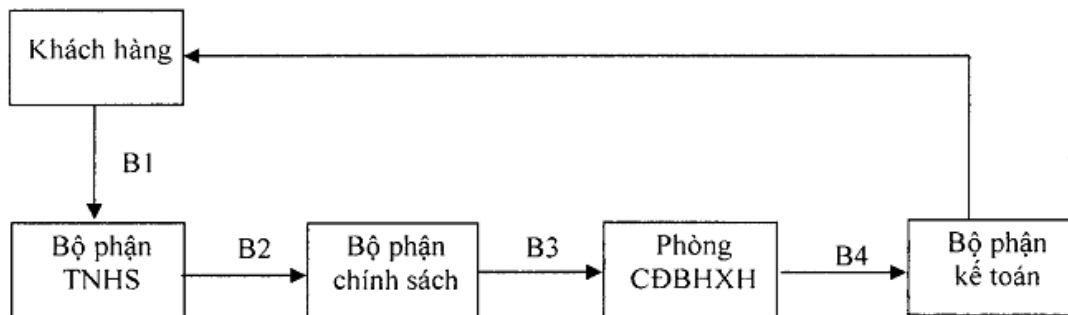 Khách hàng
B1
Bộ phận
TNHS
B2
Bộ phận
chính sách
B3
Phòng
CĐBHXH
B4
Bộ phận
kế toán